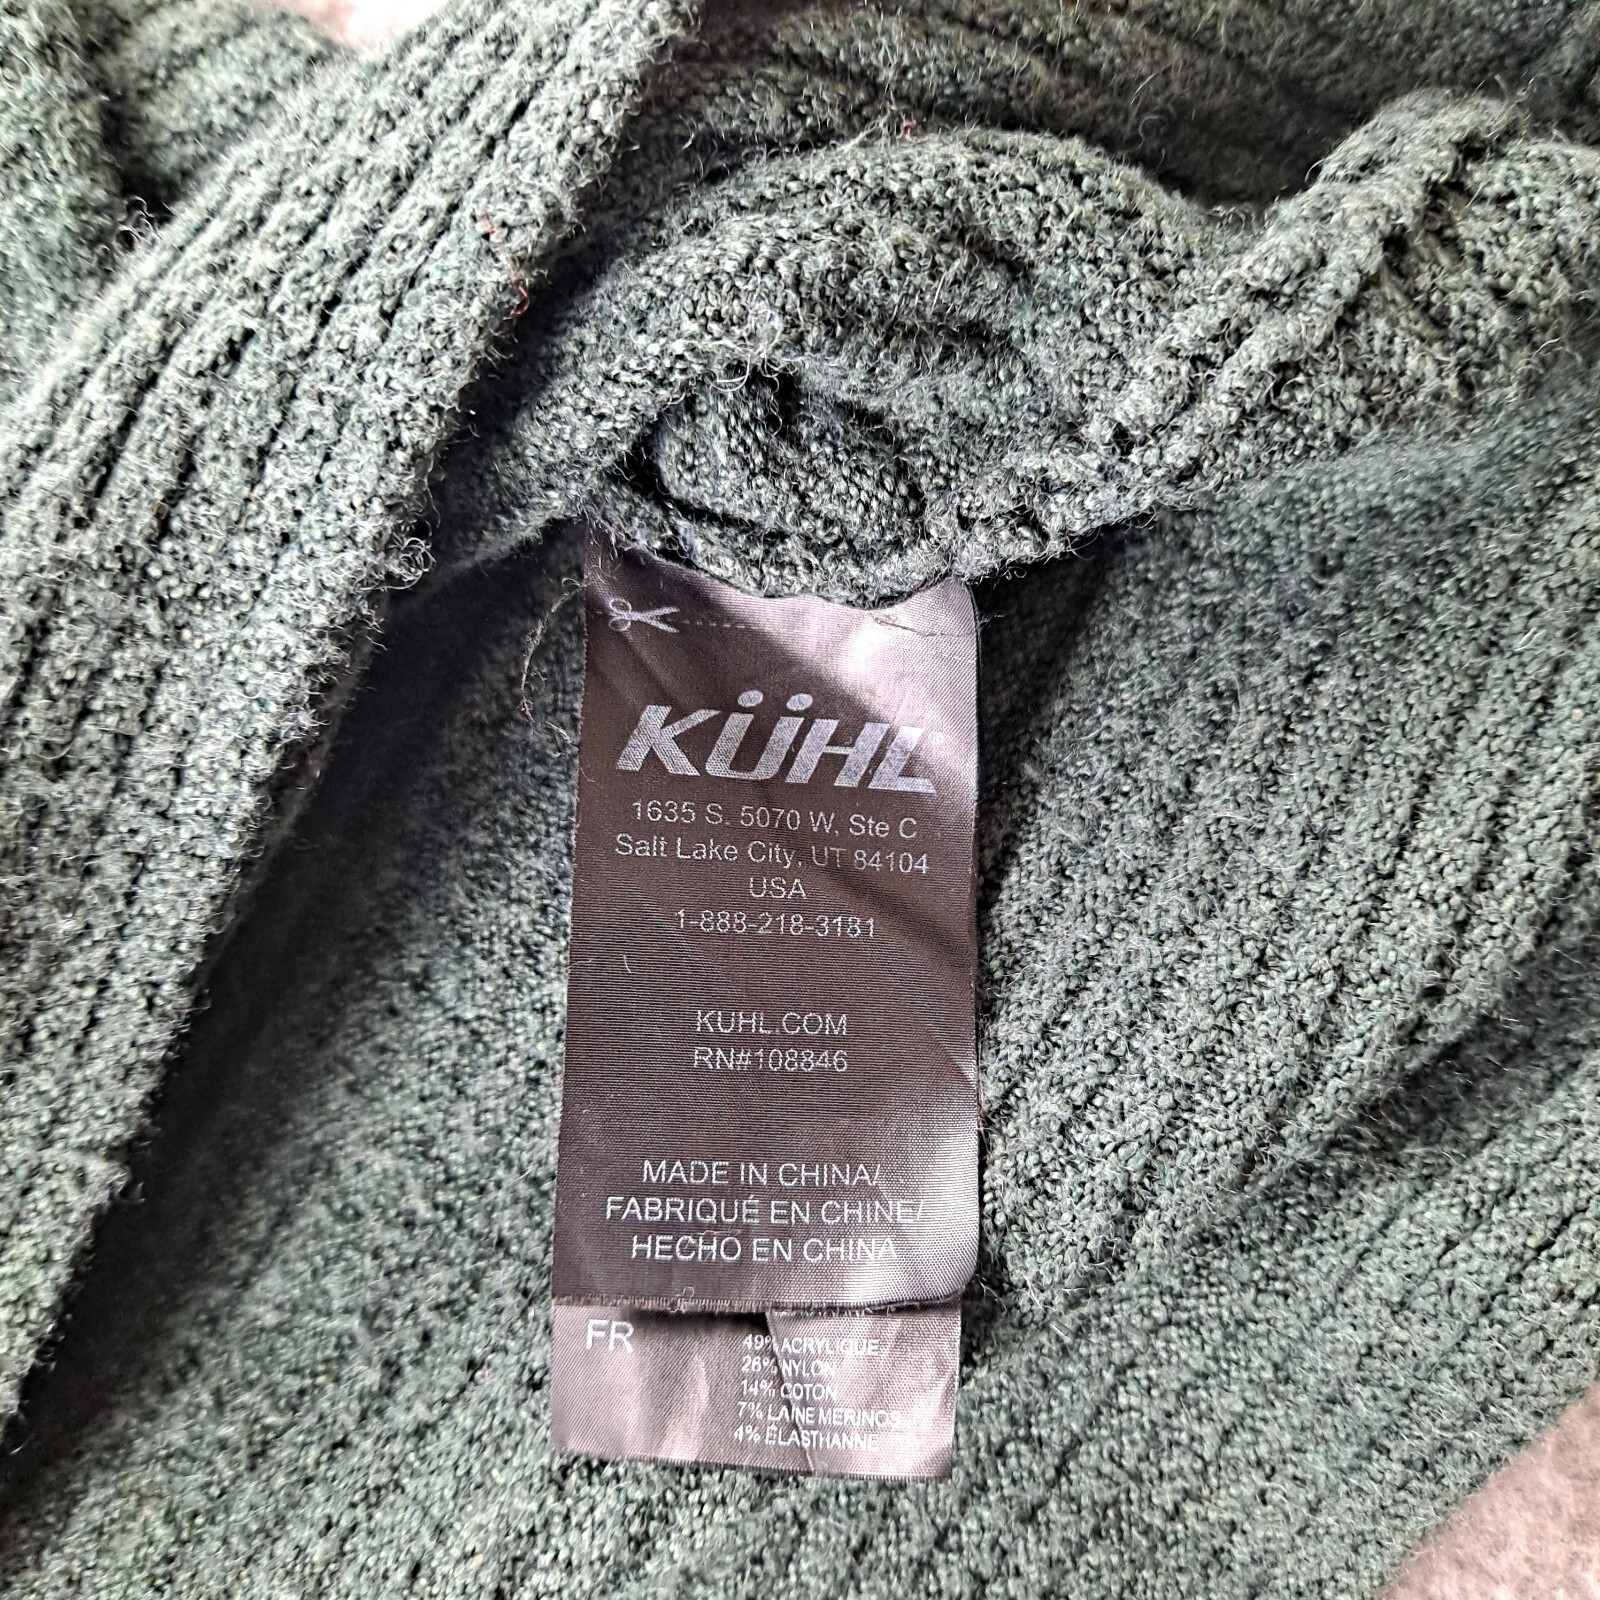 KÜHL
1635 S. 5070 W. Ste C
Salt Lake City, UT 84104
USA
1-888-218-3181
KUHL.COM
RN#108846
MADE IN CHINA/
FABRIQUÉ EN CHINE/
HECHO EN CHINA
FR
49% ACRYLIQUE
26% NYLON
14% COTON
7% LAINE MERINOS
4% ELASTHANNE